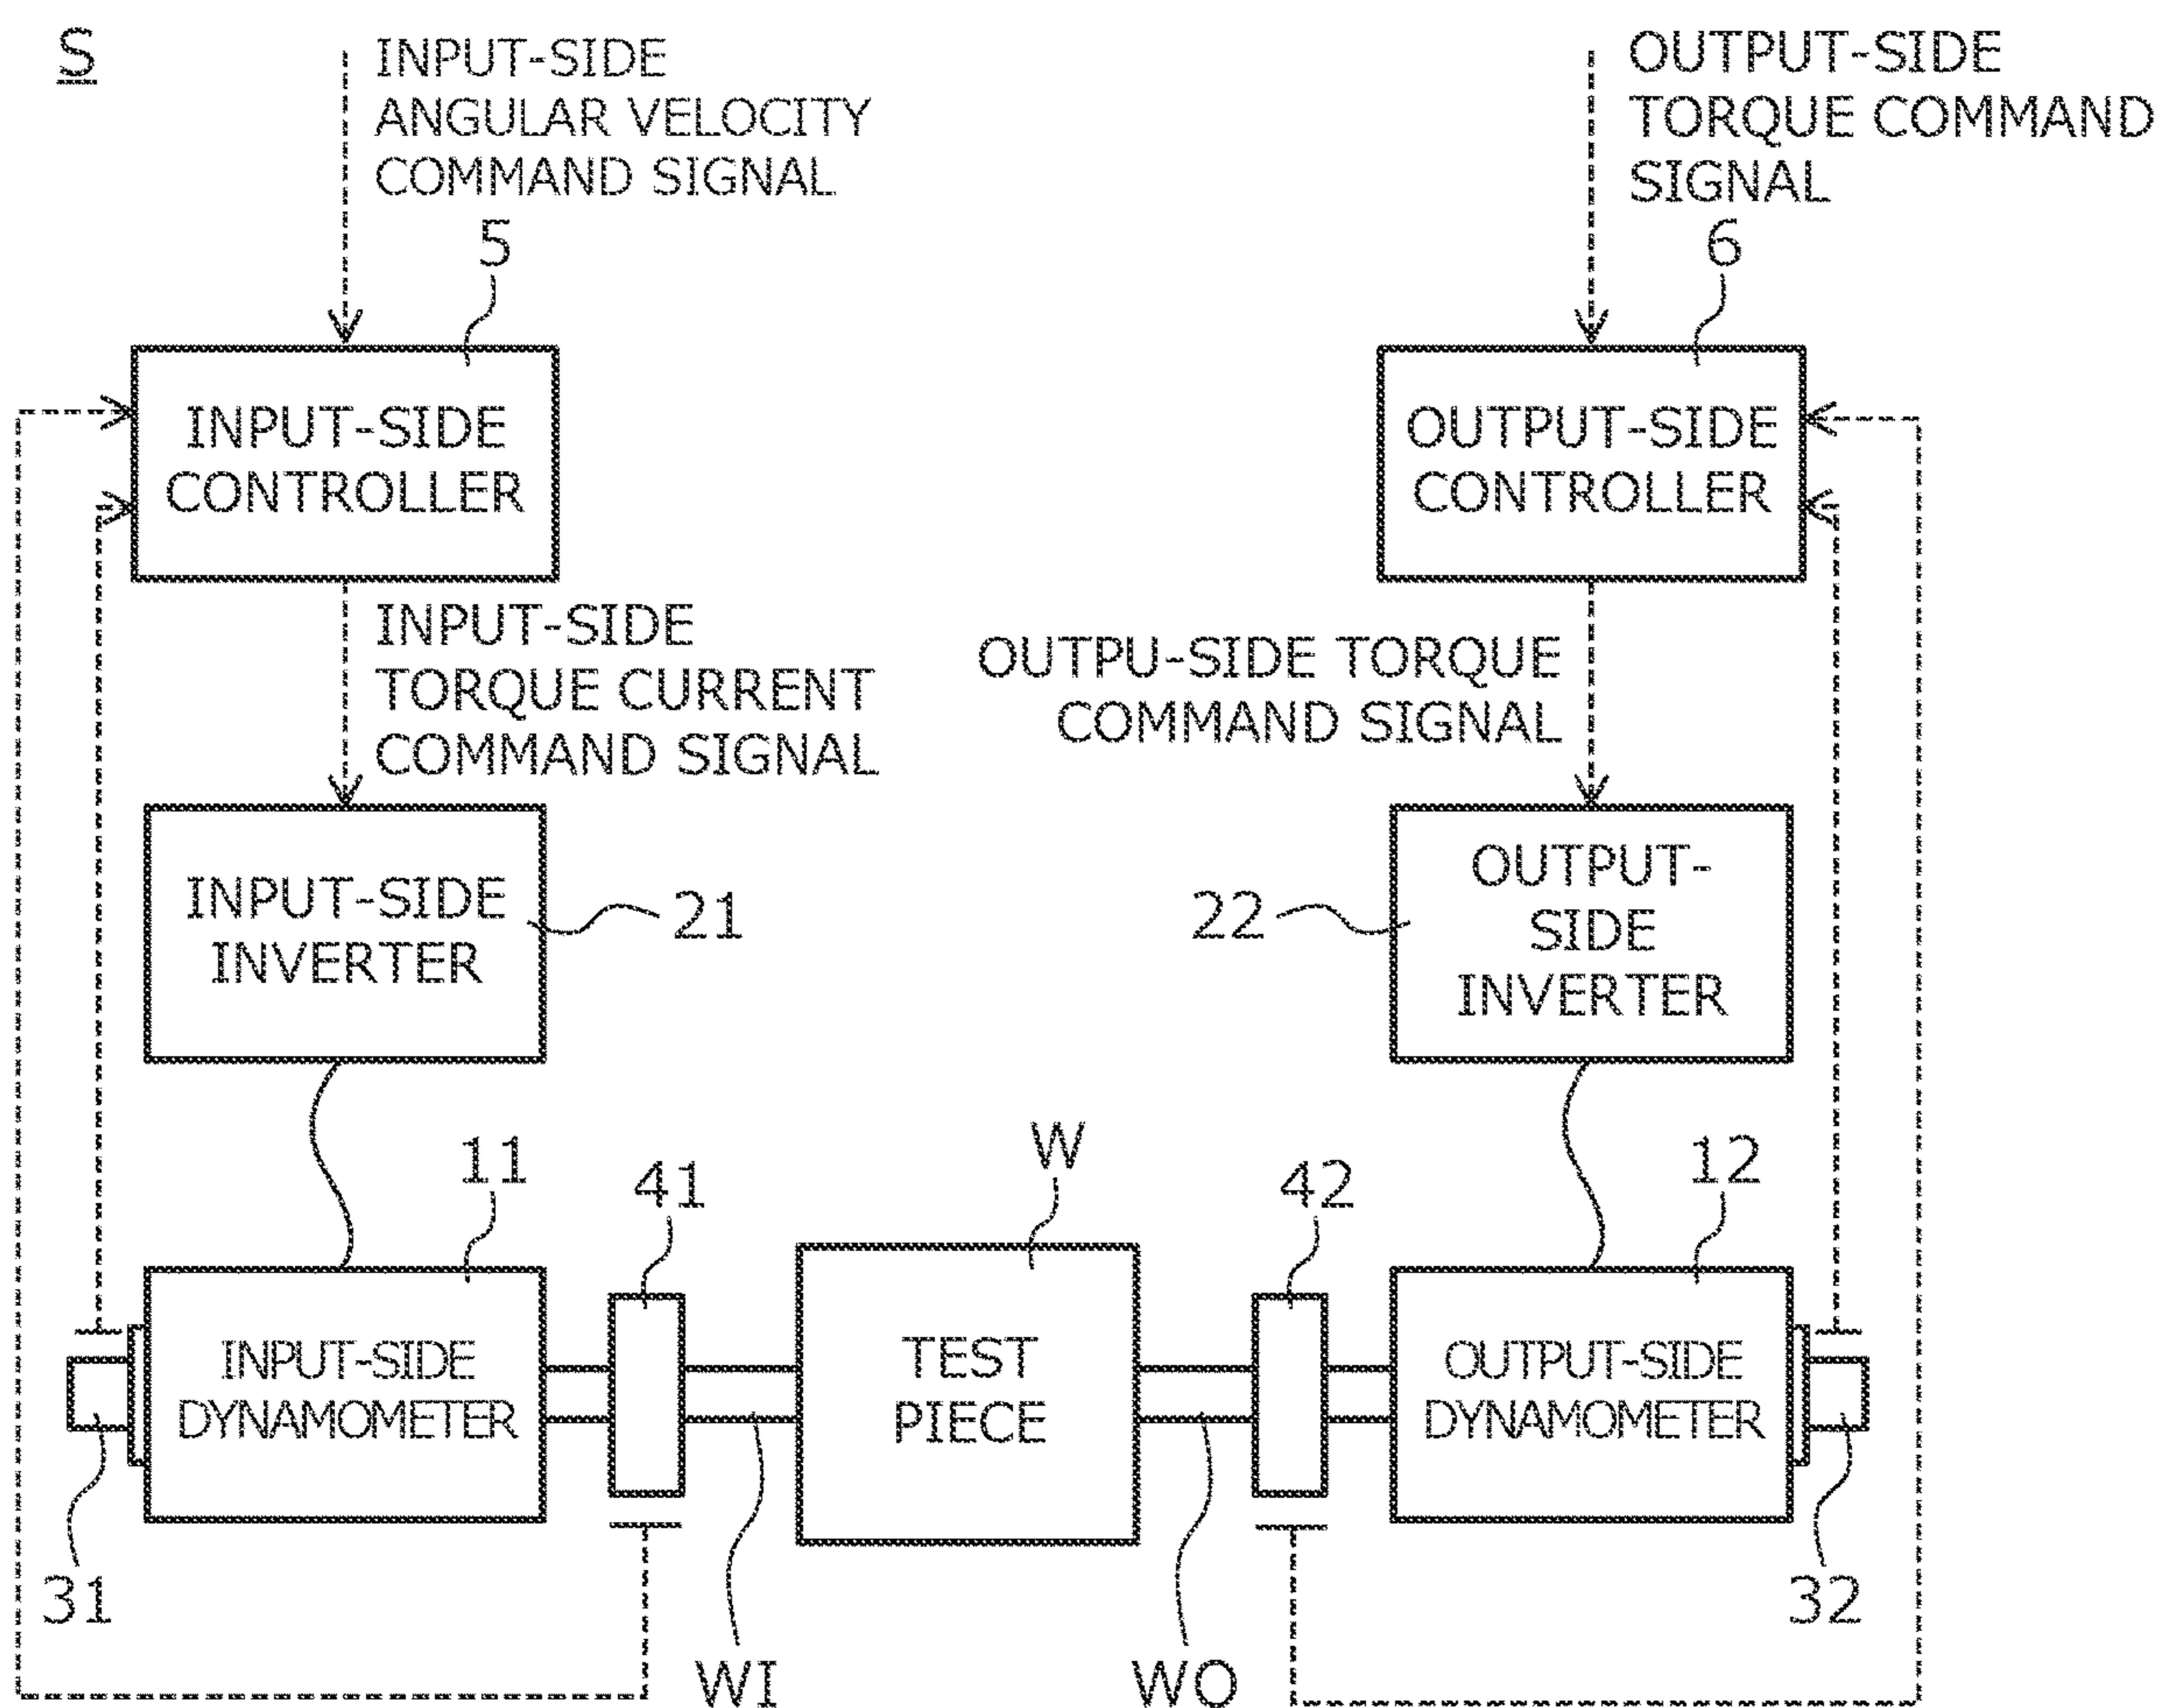 S
INPUT-SIDE
ANGULAR VELOCITY
COMMAND SIGNAL
5
OUTPUT-SIDE
TORQUE COMMAND
SIGNAL
6
INPUT-SIDE
CONTROLLER
OUTPUT-SIDE
CONTROLLER
INPUT-SIDE
TORQUE CURRENT
COMMAND SIGNAL
OUTPU-SIDE TORQUE
COMMAND SIGNAL
INPUT-SIDE
INVERTER
21
22
OUTPUT-
SIDE
INVERTER
11
41
W
42
12
INPUT-SIDE
DYNAMOMETER
TEST
PIECE
OUTPUT-SIDE
DYNAMOMETER
31
WI
WO
32